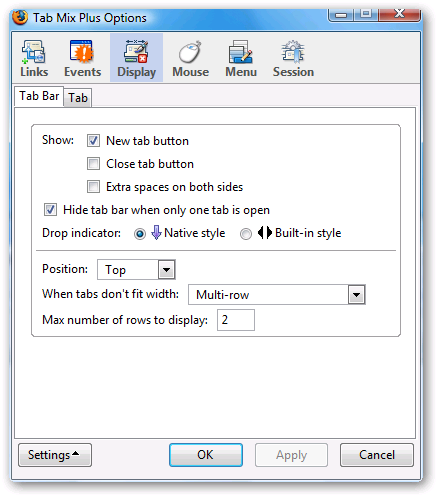 Tab Mix Plus Options
Links Events Display Mouse Menu Session
Tab Bar Tab
Show: New tab button
Close tab button
Extra spaces on both sides
Hide tab bar when only one tab is open
Drop indicator: Native style Built-in style
Position: Top
When tabs don't fit width: Multi-row
Max number of rows to display: 2
Settings OK Apply Cancel